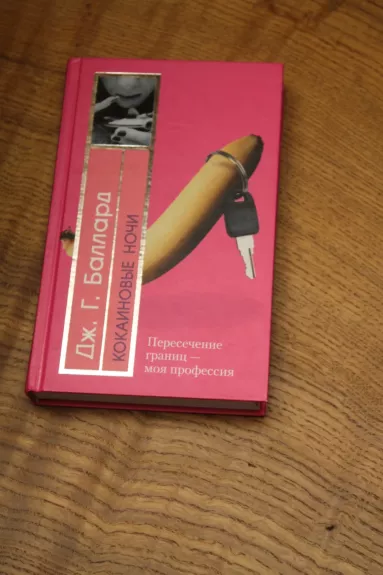 Дж. Г. Баллард
КОКАИНОВЫЕ НОЧИ
Пересечение
границ —
моя профессия